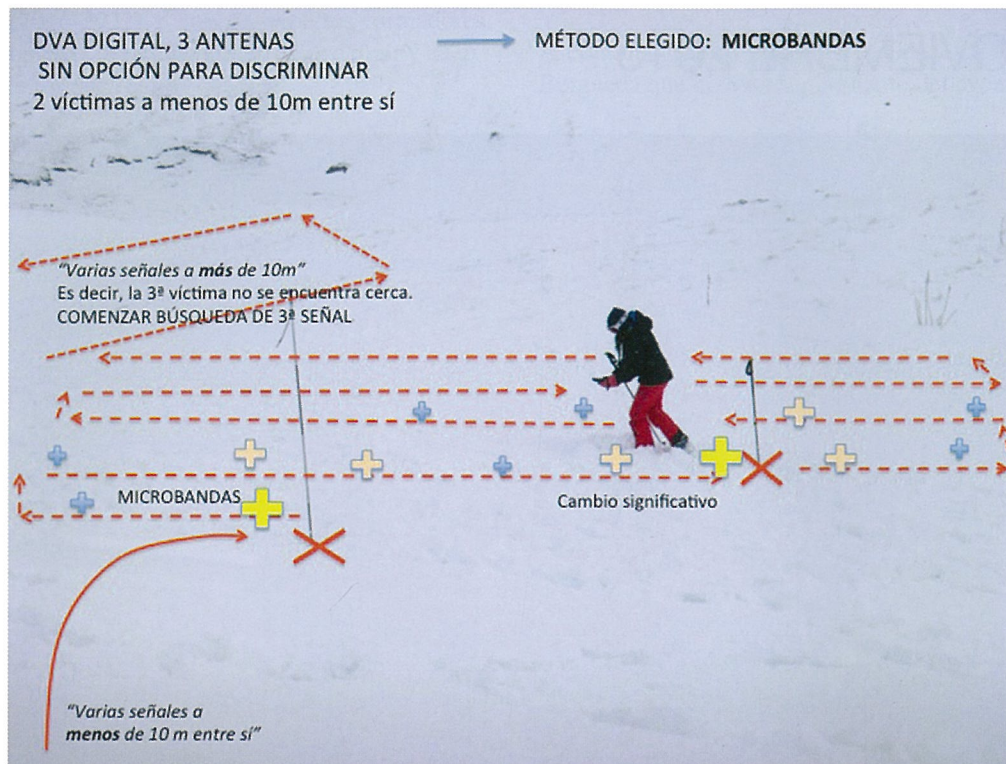 DVA DIGITAL, 3 ANTENAS
SIN OPCIÓN PARA DISCRIMINAR
2 víctimas a menos de 10m entre sí
MÉTODO ELEGIDO: MICROBANDAS
“Varias señales a más de 10m”
Es decir, la 3ª víctima no se encuentra cerca.
COMENZAR BÚSQUEDA DE 3ª SEÑAL
MICROBANDAS
Cambio significativo
“Varias señales a
menos de 10 m entre sí”